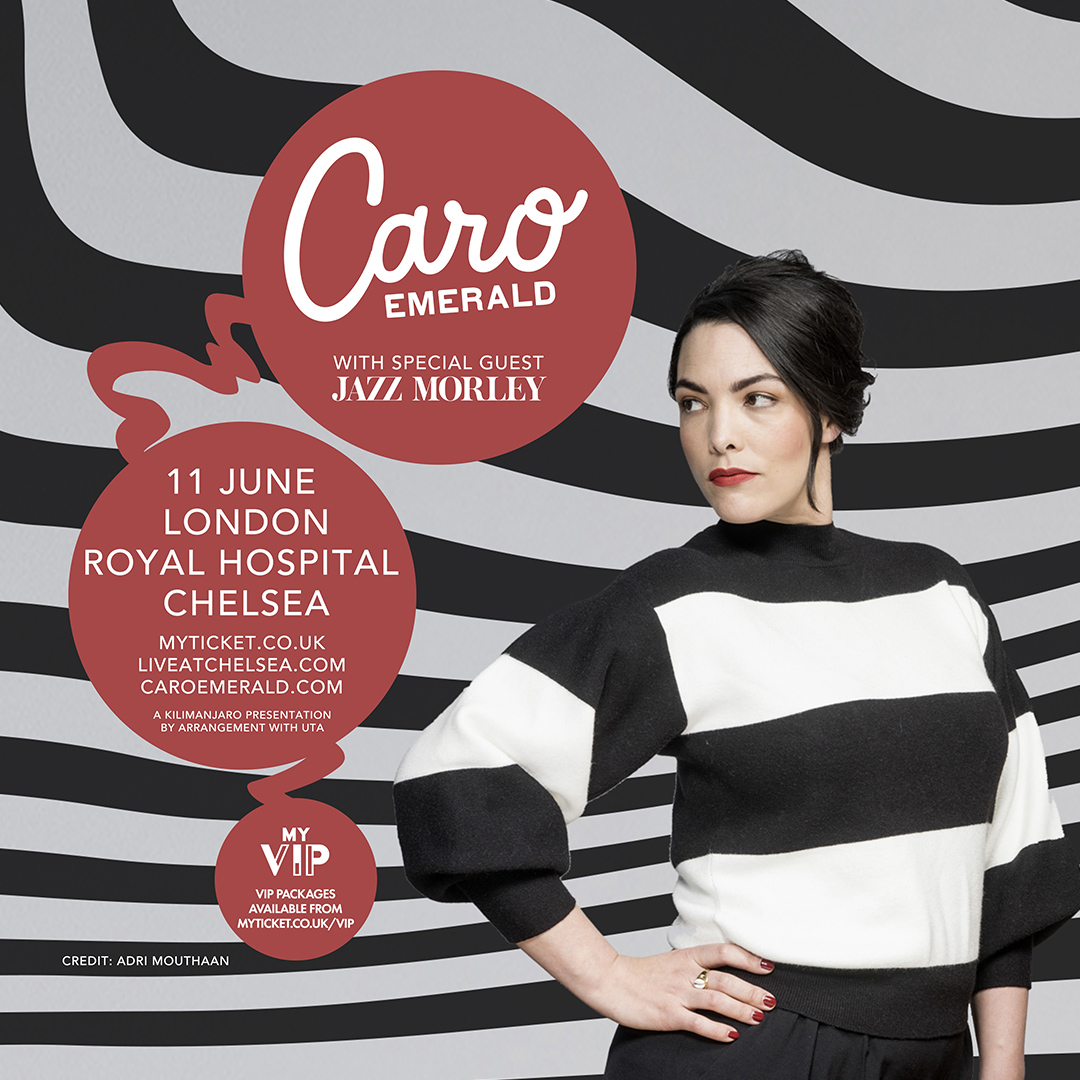 Caro
EMERALD
WITH SPECIAL GUEST
JAZZ MORLEY
11 JUNE
LONDON
ROYAL HOSPITAL
CHELSEA
MYTICKET.CO.UK
LIVEATCHELSEA.COM
CAROEMERALD.COM
A KILIMANJARO PRESENTATION
BY ARRANGEMENT WITH UTA
MY
VIP
VIP PACKAGES
AVAILABLE FROM
MYTICKET.CO.UK/VIP
CREDIT: ADRI MOUTHAAN